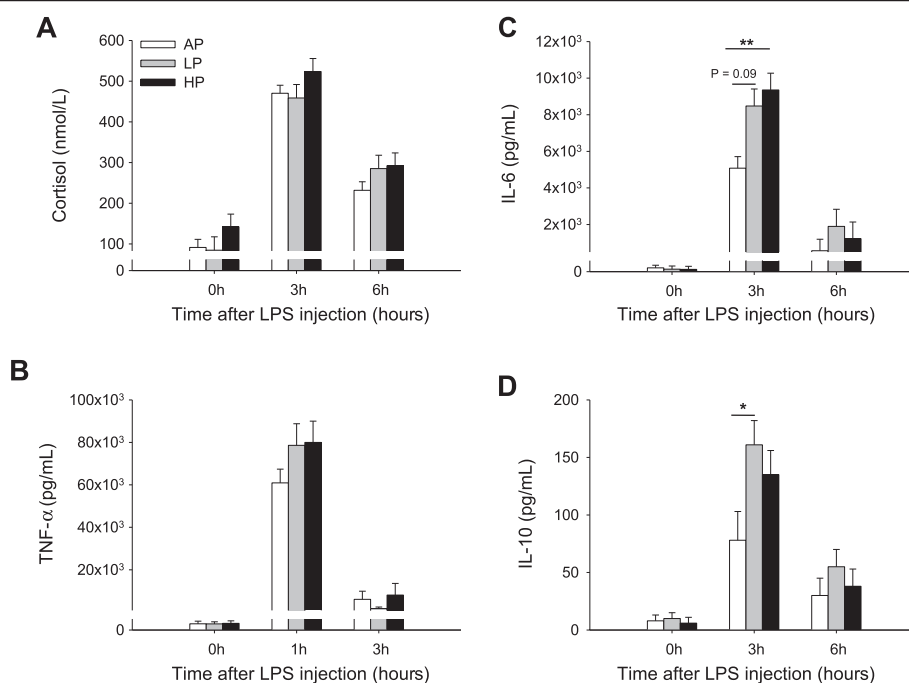 A
AP
LP
HP
600
500
400
300
200
100
0
Cortisol (nmol/L)
0h
3h
6h
Time after LPS injection (hours)
C
12x10³
10x10³
8x10³
6x10³
4x10³
2x10³
0
IL-6 (pg/mL)
**
P = 0.09
0h
3h
6h
Time after LPS injection (hours)
B
100x10³
80x10³
60x10³
40x10³
20x10³
0
TNF-α (pg/mL)
0h
1h
3h
Time after LPS injection (hours)
D
200
150
100
50
0
IL-10 (pg/mL)
*
0h
3h
6h
Time after LPS injection (hours)